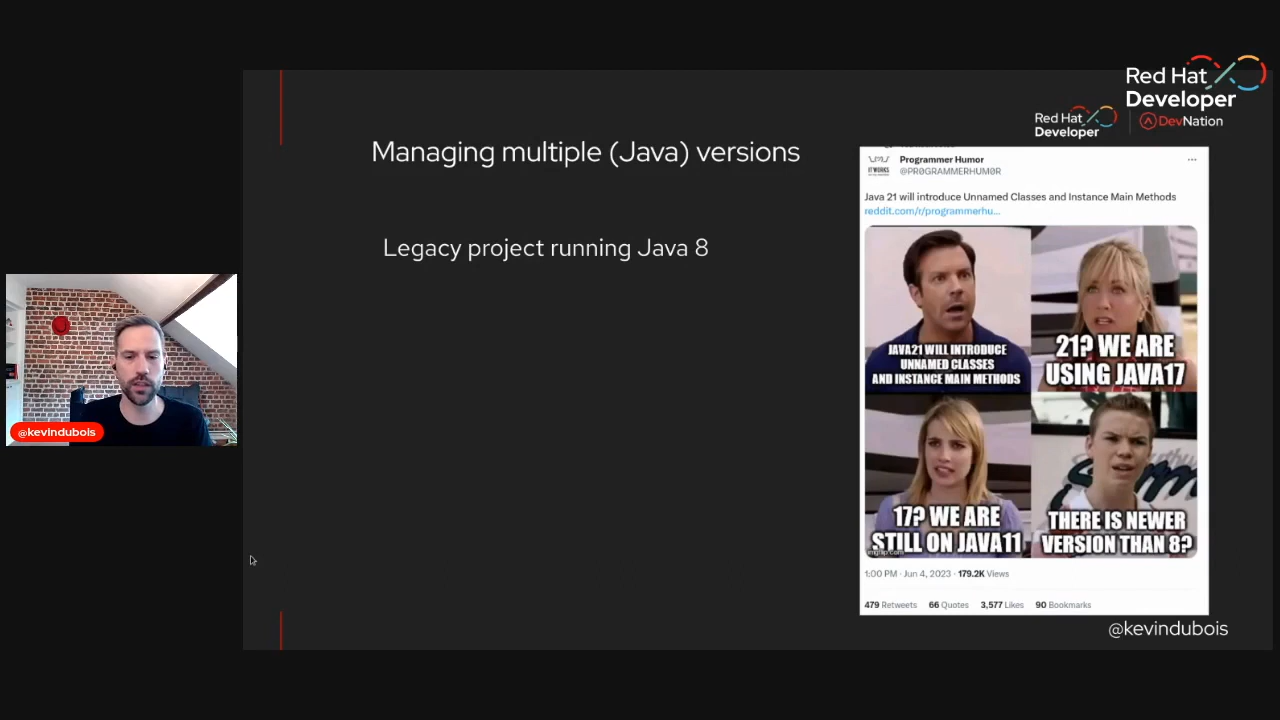 Red Hat
Developer
Red Hat
Developer
DevNation
Managing multiple (Java) versions
Legacy project running Java 8
IT WORKS
Programmer Humor
@PR0GRAMMERHUM0R
Java 21 will introduce Unnamed Classes and Instance Main Methods
reddit.com/r/programmerhu...
JAVA21 WILL INTRODUCE
UNNAMED CLASSES
AND INSTANCE MAIN METHODS
21? WE ARE
USING JAVA17
17? WE ARE
STILL ON JAVA11
imgflip.com
THERE IS NEWER
VERSION THAN 8?
1:00 PM · Jun 4, 2023 · 179.2K Views
479 Retweets 66 Quotes 3,577 Likes 90 Bookmarks
@kevindubois
@kevindubois